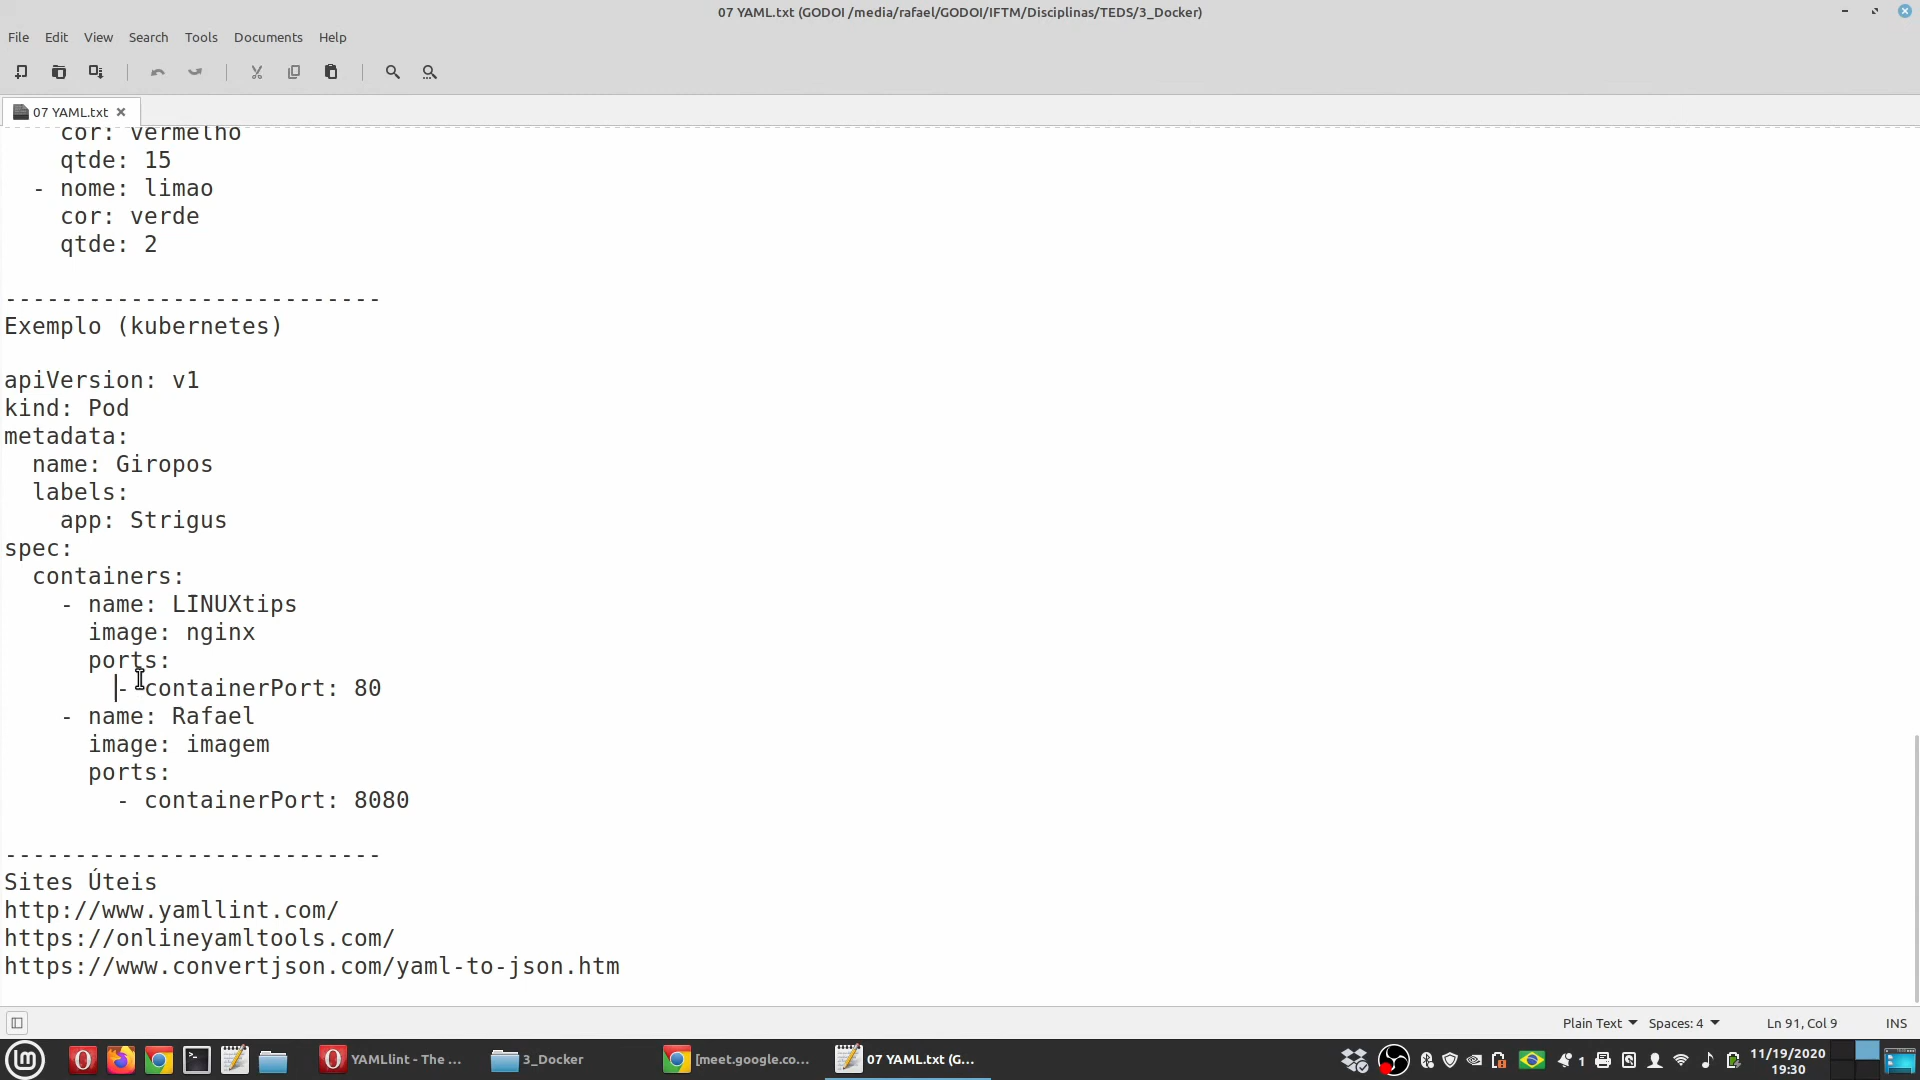 07 YAML.txt (GODOI /media/rafael/GODOI/IFTM/Disciplinas/TEDS/3_Docker)
File Edit View Search Tools Documents Help
07 YAML.txt
    cor: vermelho
    qtde: 15
  - nome: limao
    cor: verde
    qtde: 2
---------------------------
Exemplo (kubernetes)
apiVersion: v1
kind: Pod
metadata:
  name: Giropos
  labels:
    app: Strigus
spec:
  containers:
    - name: LINUXtips
      image: nginx
      ports:
        - containerPort: 80
    - name: Rafael
      image: imagem
      ports:
        - containerPort: 8080
---------------------------
Sites Úteis
http://www.yamllint.com/
https://onlineyamltools.com/
https://www.convertjson.com/yaml-to-json.htm
Plain Text Spaces: 4 Ln 91, Col 9 INS
YAMLlint - The ... 3_Docker [meet.google.co... 07 YAML.txt (G... 1 11/19/2020
19:30